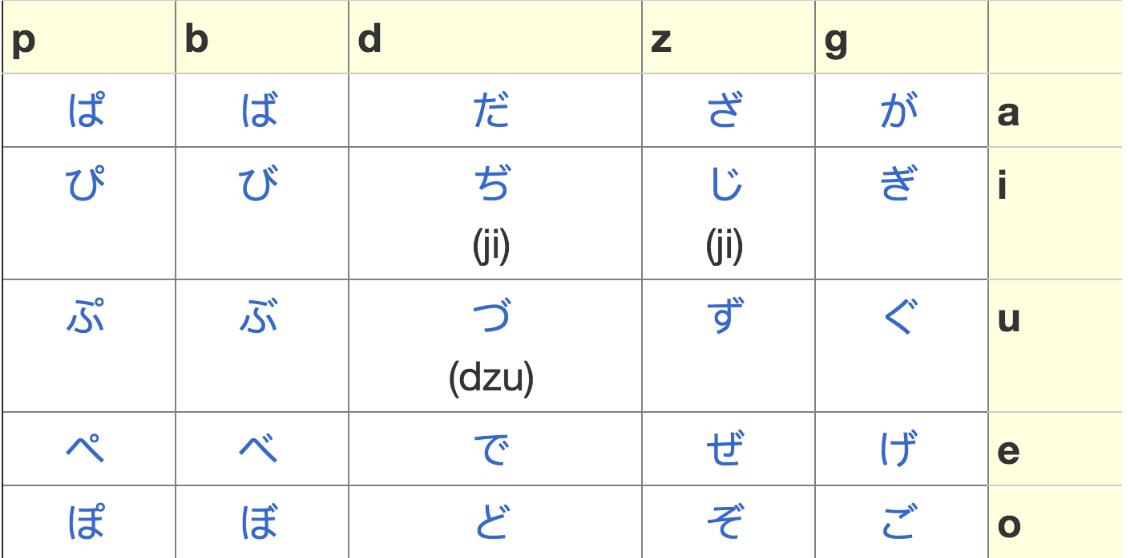 p b d z g
ぱ ば だ ざ が a
ぴ び ぢ じ ぎ i
(ji) (ji)
ぷ ぶ づ ず ぐ u
(dzu)
ぺ べ で ぜ げ e
ぽ ぼ ど ぞ ご o